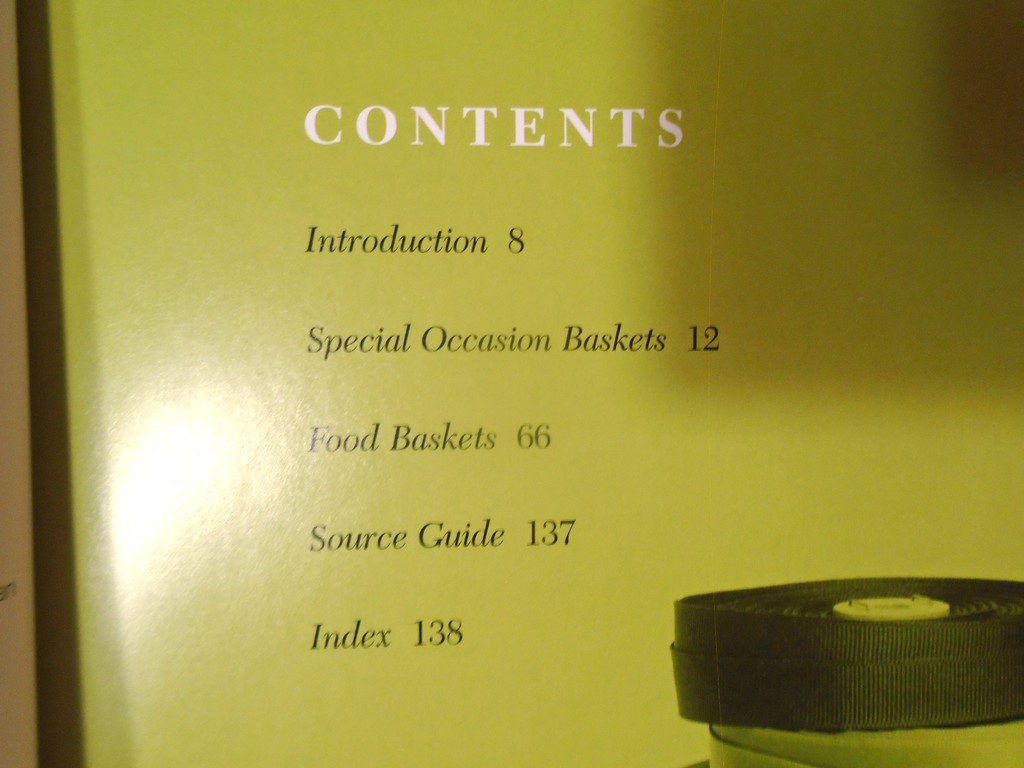 CONTENTS
Introduction 8
Special Occasion Baskets 12
Food Baskets 66
Source Guide 137
Index 138